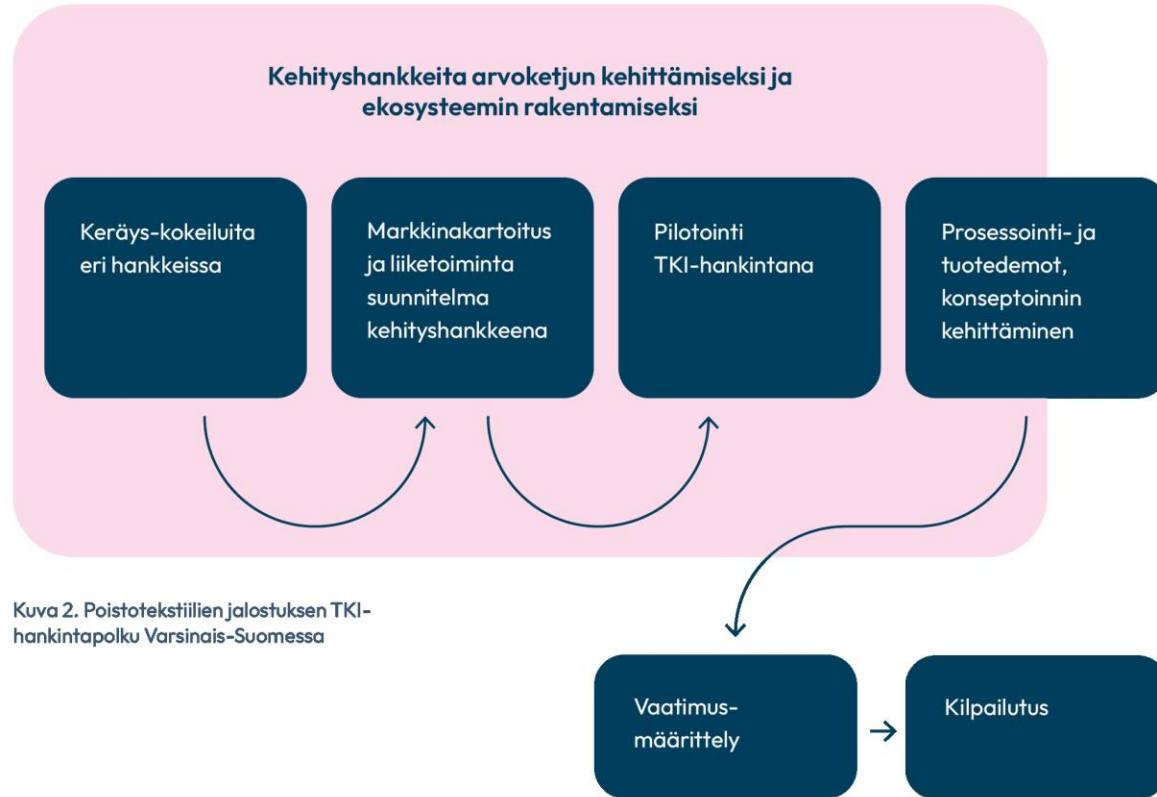 Kehityshankkeita arvoketjun kehittämiseksi ja
ekosysteemin rakentamiseksi
Keräys-kokeiluita
eri hankkeissa
Markkinakartoitus
ja liiketoiminta
suunnitelma
kehityshankkeena
Pilotointi
TKI-hankintana
Prosessointi- ja
tuotedemot,
konseptoinnin
kehittäminen
Kuva 2. Poistotekstiilien jalostuksen TKI-
hankintapolku Varsinais-Suomessa
Vaatimus-
määrittely
Kilpailutus